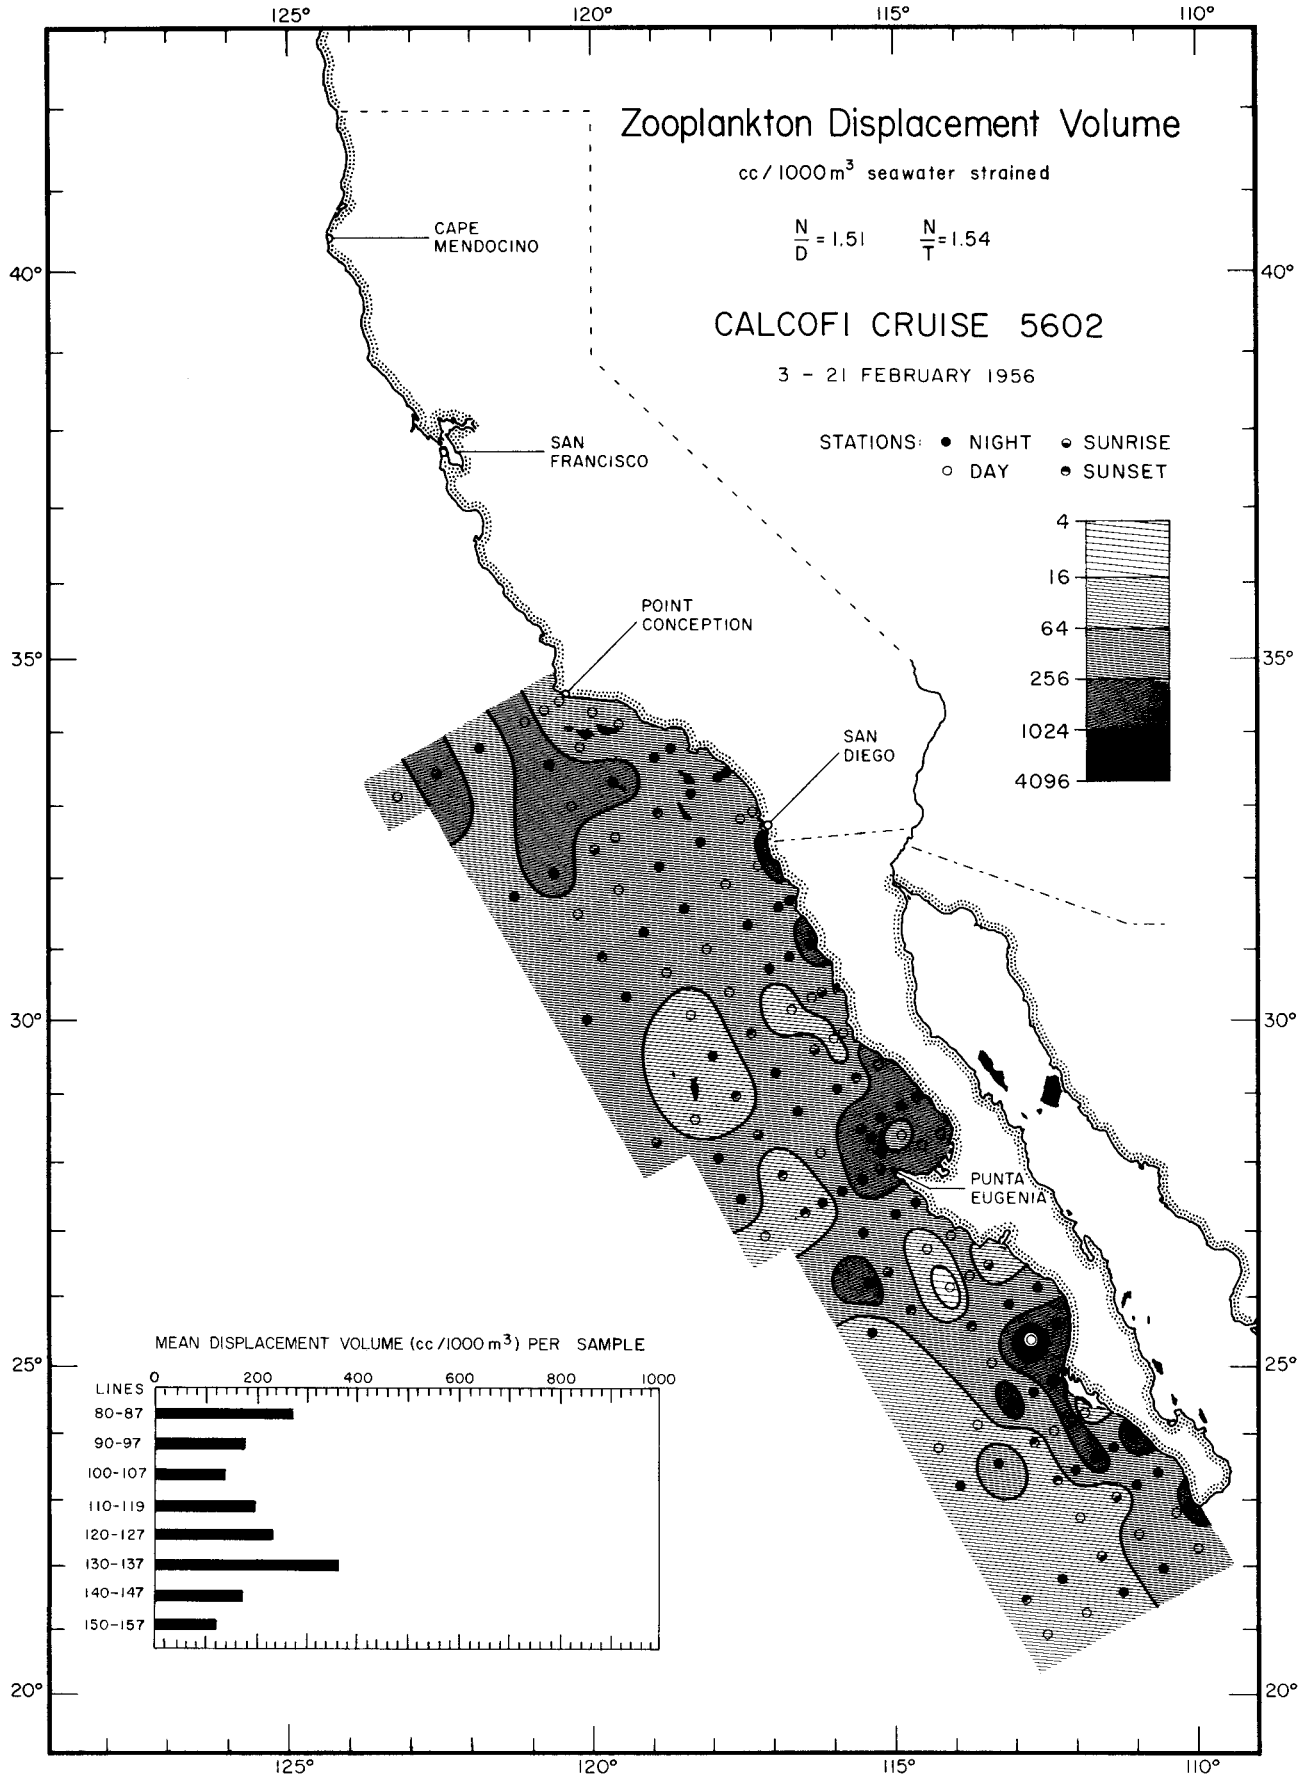 125° 120° 115° 110°
Zooplankton Displacement Volume
cc/1000m³ seawater strained
N/D = 1.51 N/T = 1.54
CAPE
MENDOCINO
40° 40°
CALCOFI CRUISE 5602
3 – 21 FEBRUARY 1956
STATIONS: ● NIGHT ◒ SUNRISE
○ DAY ◓ SUNSET
SAN
FRANCISCO
4
16
64
256
1024
4096
POINT
CONCEPTION
35° 35°
SAN
DIEGO
30° 30°
PUNTA
EUGENIA
25° 25°
MEAN DISPLACEMENT VOLUME (cc/1000m³) PER SAMPLE
LINES 0 200 400 600 800 1000
80-87
90-97
100-107
110-119
120-127
130-137
140-147
150-157
20° 20°
125° 120° 115° 110°